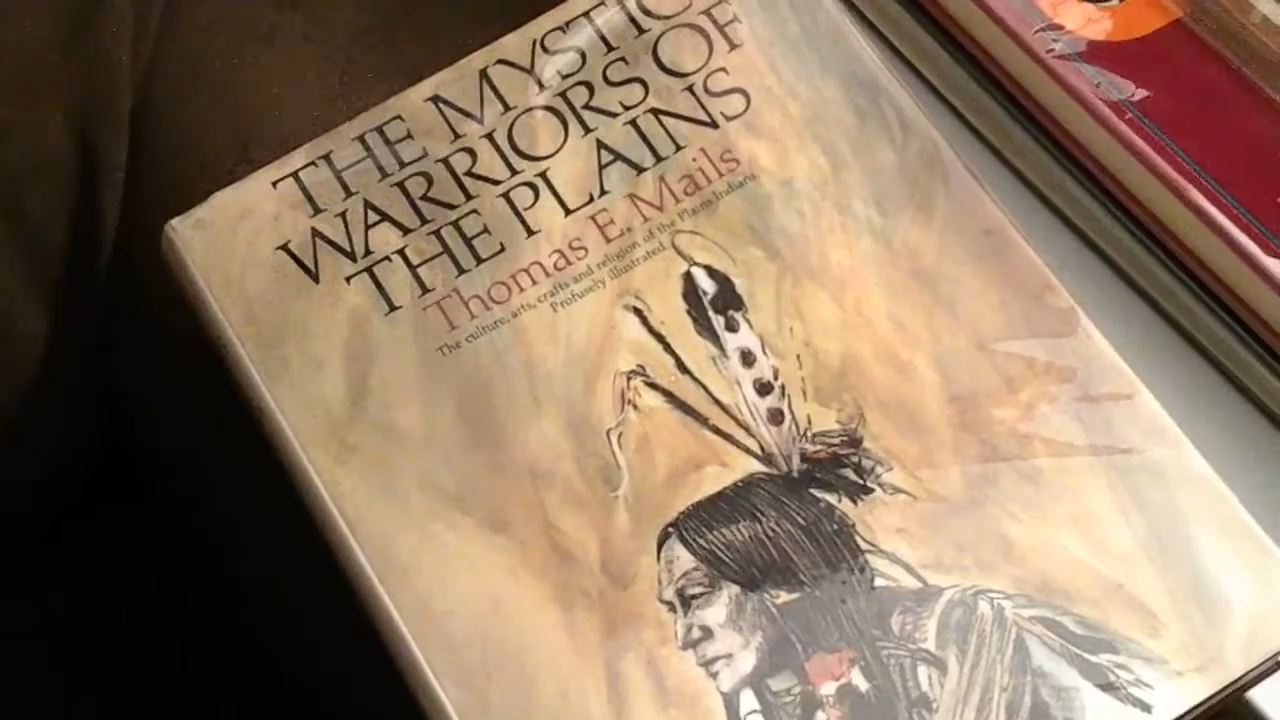 THE MYSTIC
WARRIORS OF
THE PLAINS
Thomas E. Mails
The culture, arts, crafts and religion of the Plains Indians
Profusely illustrated